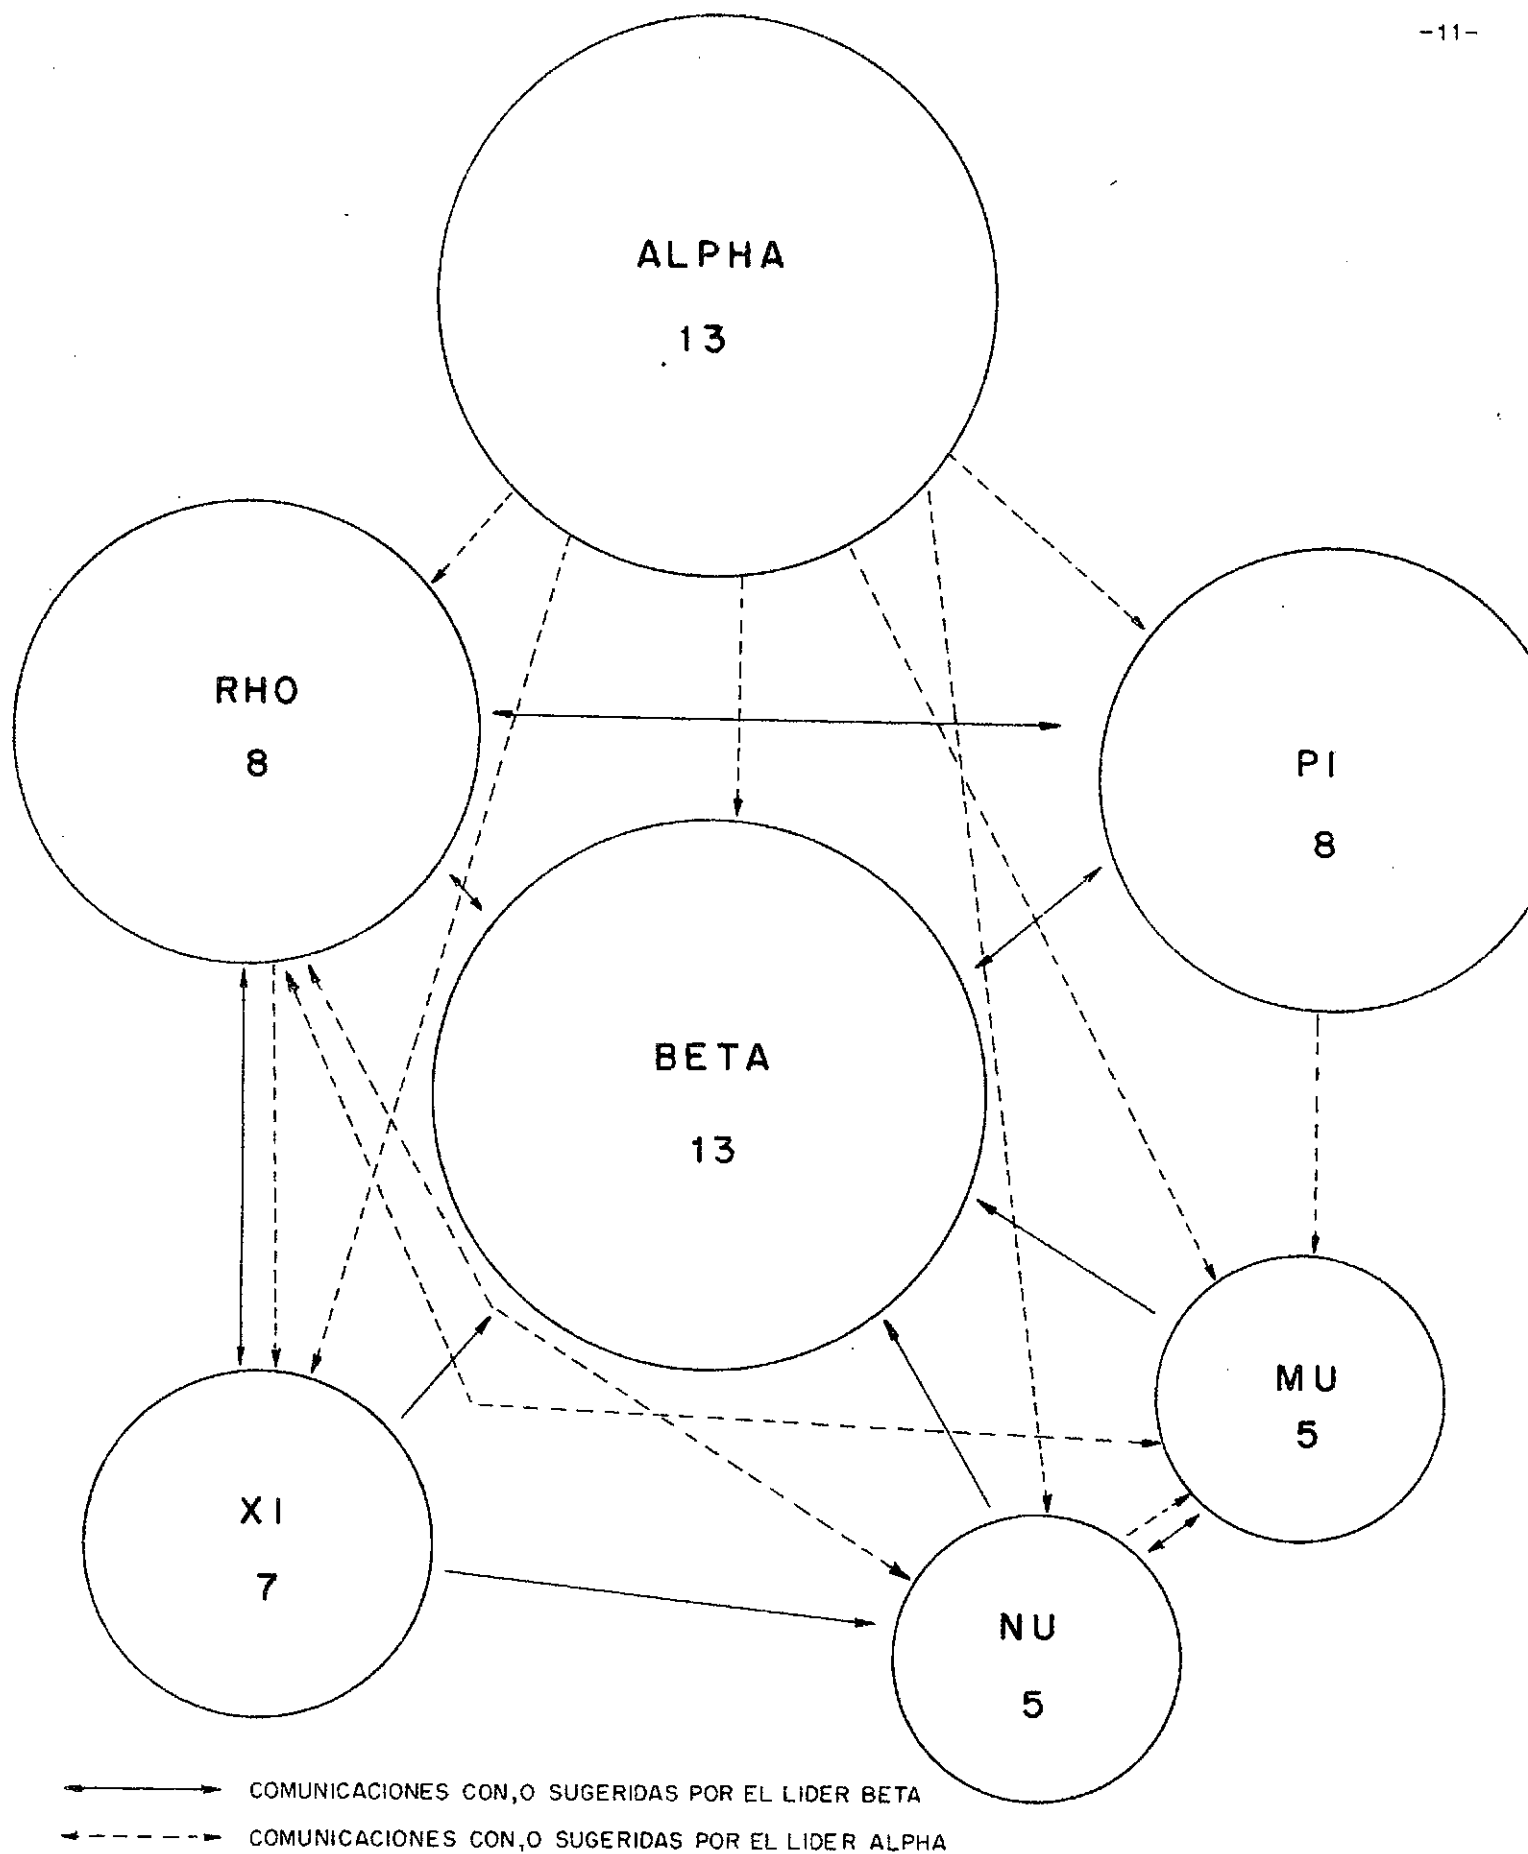 -11-
ALPHA
13
RHO
8
PI
8
BETA
13
MU
5
XI
7
NU
5
COMUNICACIONES CON,O SUGERIDAS POR EL LIDER BETA
COMUNICACIONES CON,O SUGERIDAS POR EL LIDER ALPHA